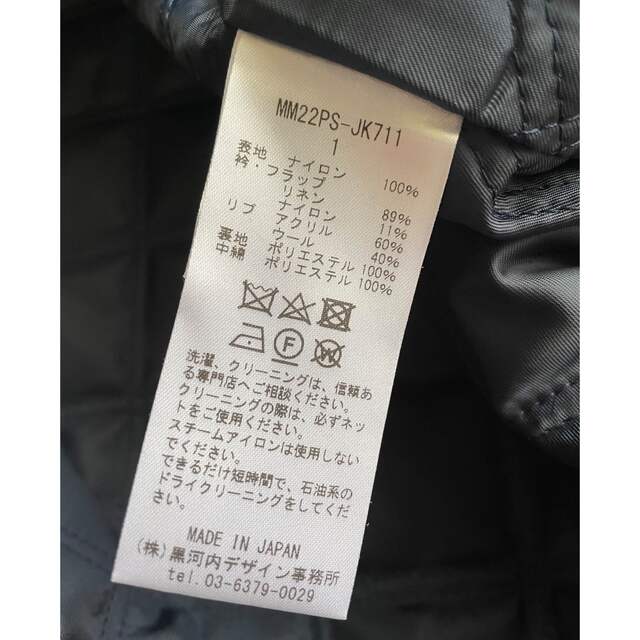 MM22PS-JK711
1
表地 ナイロン 100%
衿・フラップ
リネン 89%
ナイロン 11%
リブ アクリル 60%
ウール 40%
裏地 ポリエステル 100%
中綿 ポリエステル 100%
F W
洗濯、クリーニングは、信頼あ
る専門店へご相談ください。
クリーニングの際は、必ずネッ
トをご使用ください。
スチームアイロンは使用しない
でください。
できるだけ短時間で、石油系の
ドライクリーニングをしてくだ
さい。
MADE IN JAPAN
(株)黒河内デザイン事務所
tel.03-6379-0029